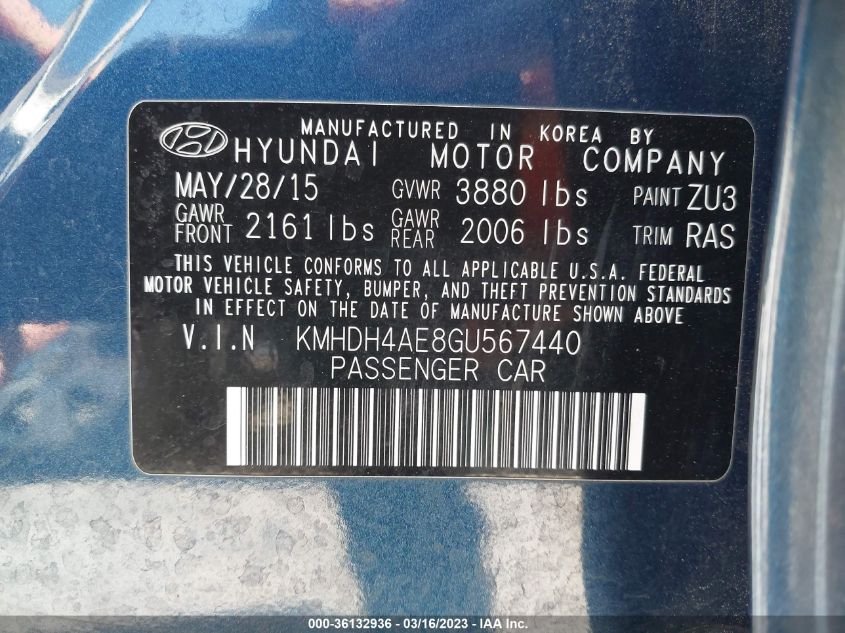 MANUFACTURED IN KOREA BY
HYUNDAI MOTOR COMPANY
MAY/28/15 GVWR 3880 lbs PAINT ZU3
GAWR FRONT 2161 lbs GAWR REAR 2006 lbs TRIM RAS
THIS VEHICLE CONFORMS TO ALL APPLICABLE U.S.A. FEDERAL
MOTOR VEHICLE SAFETY, BUMPER, AND THEFT PREVENTION STANDARDS
IN EFFECT ON THE DATE OF MANUFACTURE SHOWN ABOVE
V.I.N KMHDH4AE8GU567440
PASSENGER CAR
000-36132936 - 03/16/2023 - IAAI.com